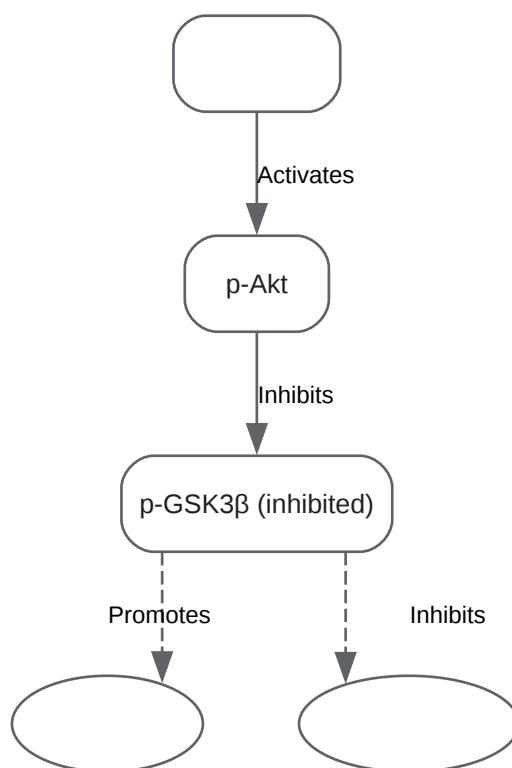 Activates
p-Akt
Inhibits
p-GSK3β (inhibited)
Promotes
Inhibits